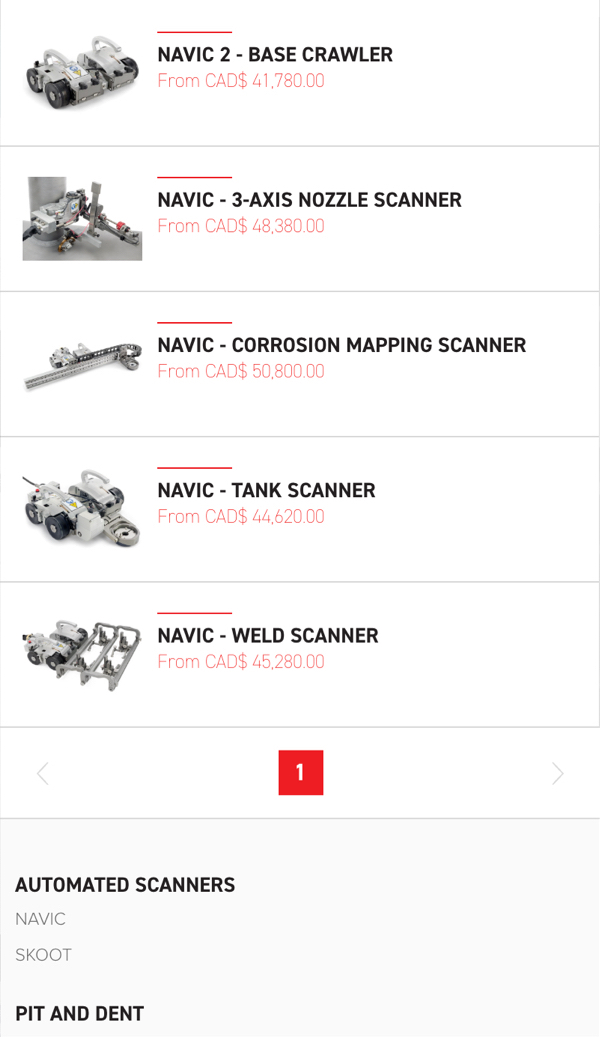 NAVIC 2 - BASE CRAWLER
From CAD$ 41,780.00
NAVIC - 3-AXIS NOZZLE SCANNER
From CAD$ 48,380.00
NAVIC - CORROSION MAPPING SCANNER
From CAD$ 50,800.00
NAVIC - TANK SCANNER
From CAD$ 44,620.00
NAVIC - WELD SCANNER
From CAD$ 45,280.00
1
AUTOMATED SCANNERS
NAVIC
SKOOT
PIT AND DENT